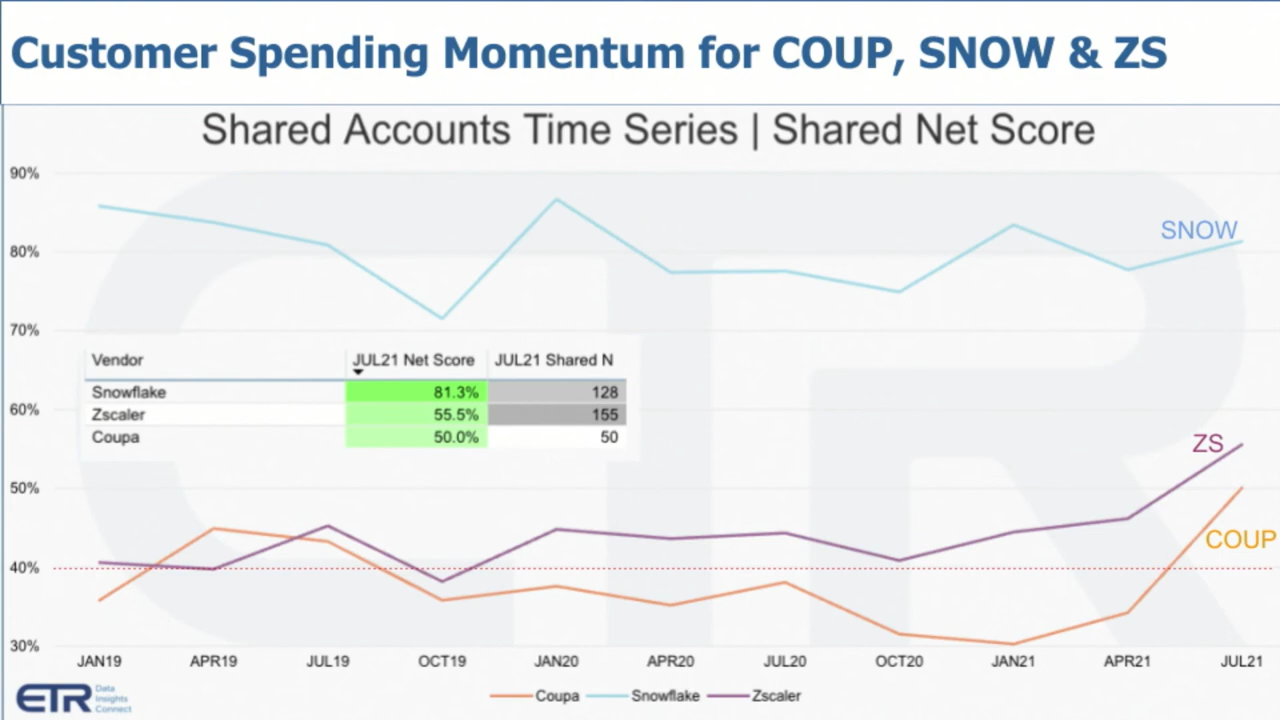 Customer Spending Momentum for COUP, SNOW & ZS
Shared Accounts Time Series | Shared Net Score
90%
80%
70%
60%
50%
40%
30%
SNOW
ZS
COUP
Vendor JUL21 Net Score JUL21 Shared N
Snowflake 81.3% 128
Zscaler 55.5% 155
Coupa 50.0% 50
JAN19 APR19 JUL19 OCT19 JAN20 APR20 JUL20 OCT20 JAN21 APR21 JUL21
Coupa Snowflake Zscaler
ETR
Data
Insights
Connect